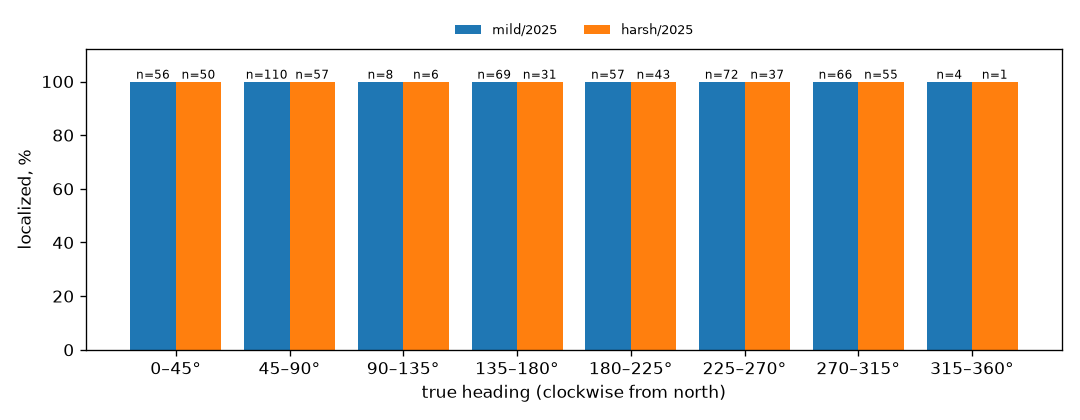 mild/2025 harsh/2025
n=56 n=50 n=110 n=57 n=8 n=6 n=69 n=31 n=57 n=43 n=72 n=37 n=66 n=55 n=4 n=1
100
80
60
40
20
0
localized, %
0–45° 45–90° 90–135° 135–180° 180–225° 225–270° 270–315° 315–360°
true heading (clockwise from north)